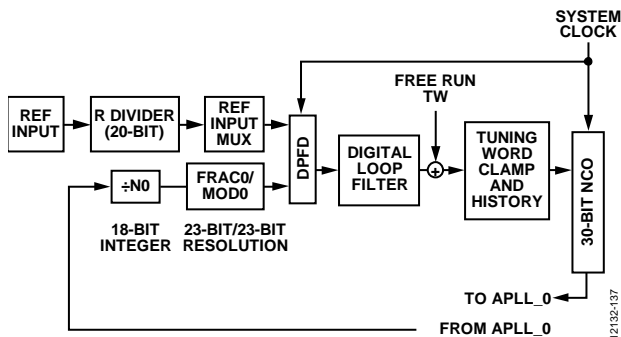 SYSTEM
CLOCK
FREE RUN
TW
REF
INPUT
R DIVIDER
(20-BIT)
REF
INPUT
MUX
DPFD
DIGITAL
LOOP
FILTER
+
TUNING
WORD
CLAMP
AND
HISTORY
30-BIT NCO
÷N0
FRAC0/
MOD0
18-BIT
INTEGER
23-BIT/23-BIT
RESOLUTION
TO APLL_0
FROM APLL_0
12132-137